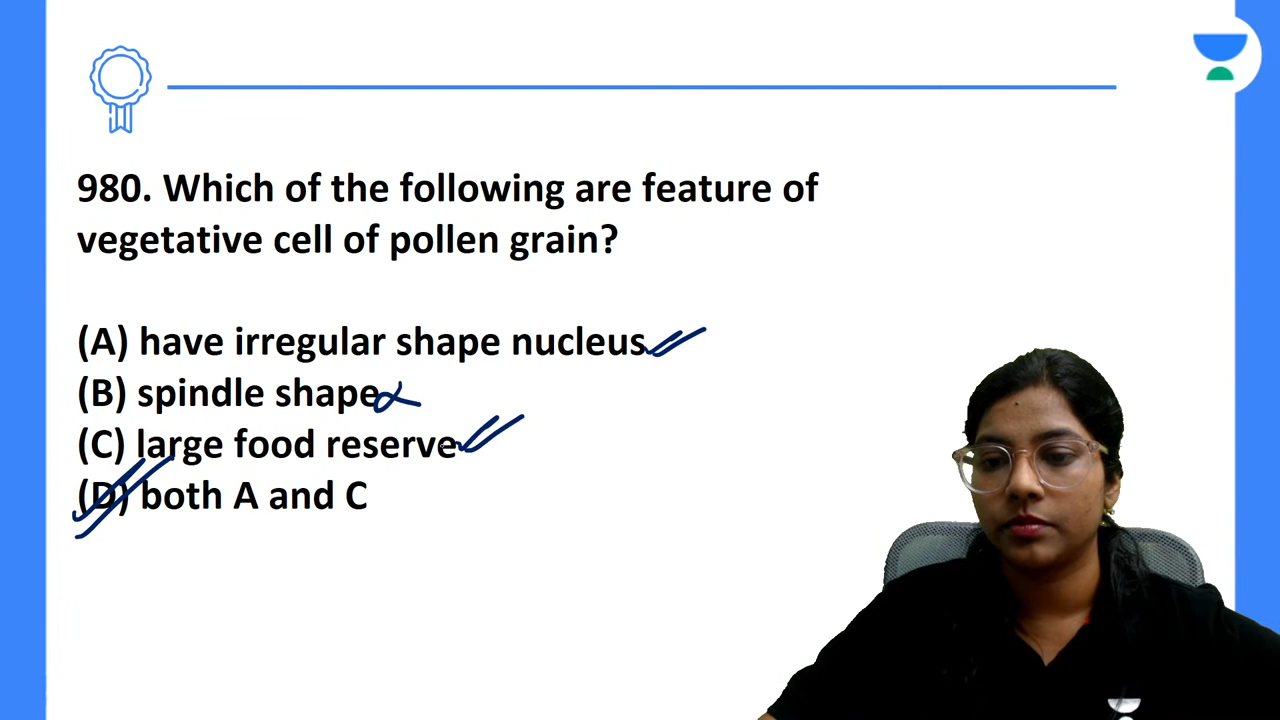 980. Which of the following are feature of
vegetative cell of pollen grain?
(A) have irregular shape nucleus
(B) spindle shape
(C) large food reserve
(D) both A and C